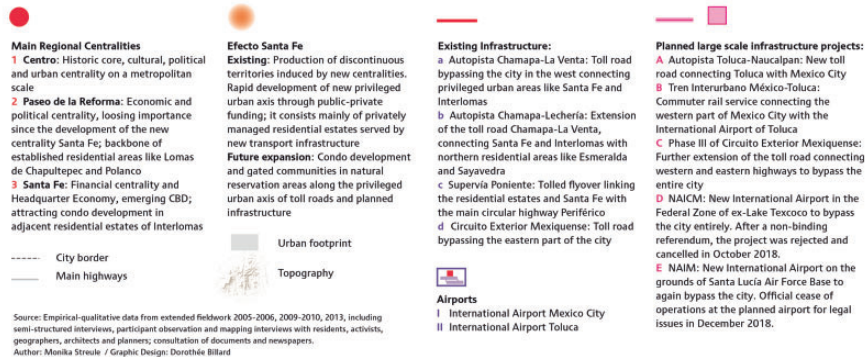 Main Regional Centralities
1 Centro: Historic core, cultural, political
and urban centrality on a metropolitan
scale
2 Paseo de la Reforma: Economic and
political centrality, loosing importance
since the development of the new
centrality Santa Fe; backbone of
established residential areas like Lomas
de Chapultepec and Polanco
3 Santa Fe: Financial centrality and
Headquarter Economy, emerging CBD;
attracting condo development in
adjacent residential estates of Interlomas
City border
Main highways
Efecto Santa Fe
Existing: Production of discontinuous
territories induced by new centralities.
Rapid development of new privileged
urban axis through public-private
funding; it consists mainly of privately
managed residential estates served by
new transport infrastructure
Future expansion: Condo development
and gated communities in natural
reservation areas along the privileged
urban axis of toll roads and planned
infrastructure
Urban footprint
Topography
Existing Infrastructure:
a Autopista Chamapa-La Venta: Toll road
bypassing the city in the west connecting
privileged urban areas like Santa Fe and
Interlomas
b Autopista Chamapa-Lechería: Extension
of the toll road Chamapa-La Venta,
connecting Santa Fe and Interlomas with
northern residential areas like Esmeralda
and Sayavedra
c Supervía Poniente: Tolled flyover linking
the residential estates and Santa Fe with
the main circular highway Periférico
d Circuito Exterior Mexiquense: Toll road
bypassing the eastern part of the city
Airports
I International Airport Mexico City
II International Airport Toluca
Planned large scale infrastructure projects:
A Autopista Toluca-Naucalpan: New toll
road connecting Toluca with Mexico City
B Tren Interurbano México-Toluca:
Commuter rail service connecting the
western part of Mexico City with the
International Airport of Toluca
C Phase III of Circuito Exterior Mexiquense:
Further extension of the toll road connecting
western and eastern highways to bypass the
entire city
D NAICM: New International Airport in the
Federal Zone of ex-Lake Texcoco to bypass
the city entirely. After a non-binding
referendum, the project was rejected and
cancelled in October 2018.
E NAIM: New International Airport on the
grounds of Santa Lucía Air Force Base to
again bypass the city. Official cease of
operations at the planned airport for legal
issues in December 2018.
Source: Empirical-qualitative data from extended fieldwork 2005-2006, 2009-2010, 2013, including
semi-structured interviews, participant observation and mapping interviews with residents, activists,
geographers, architects and planners; consultation of documents and newspapers.
Author: Monika Streule / Graphic Design: Dorothée Billard